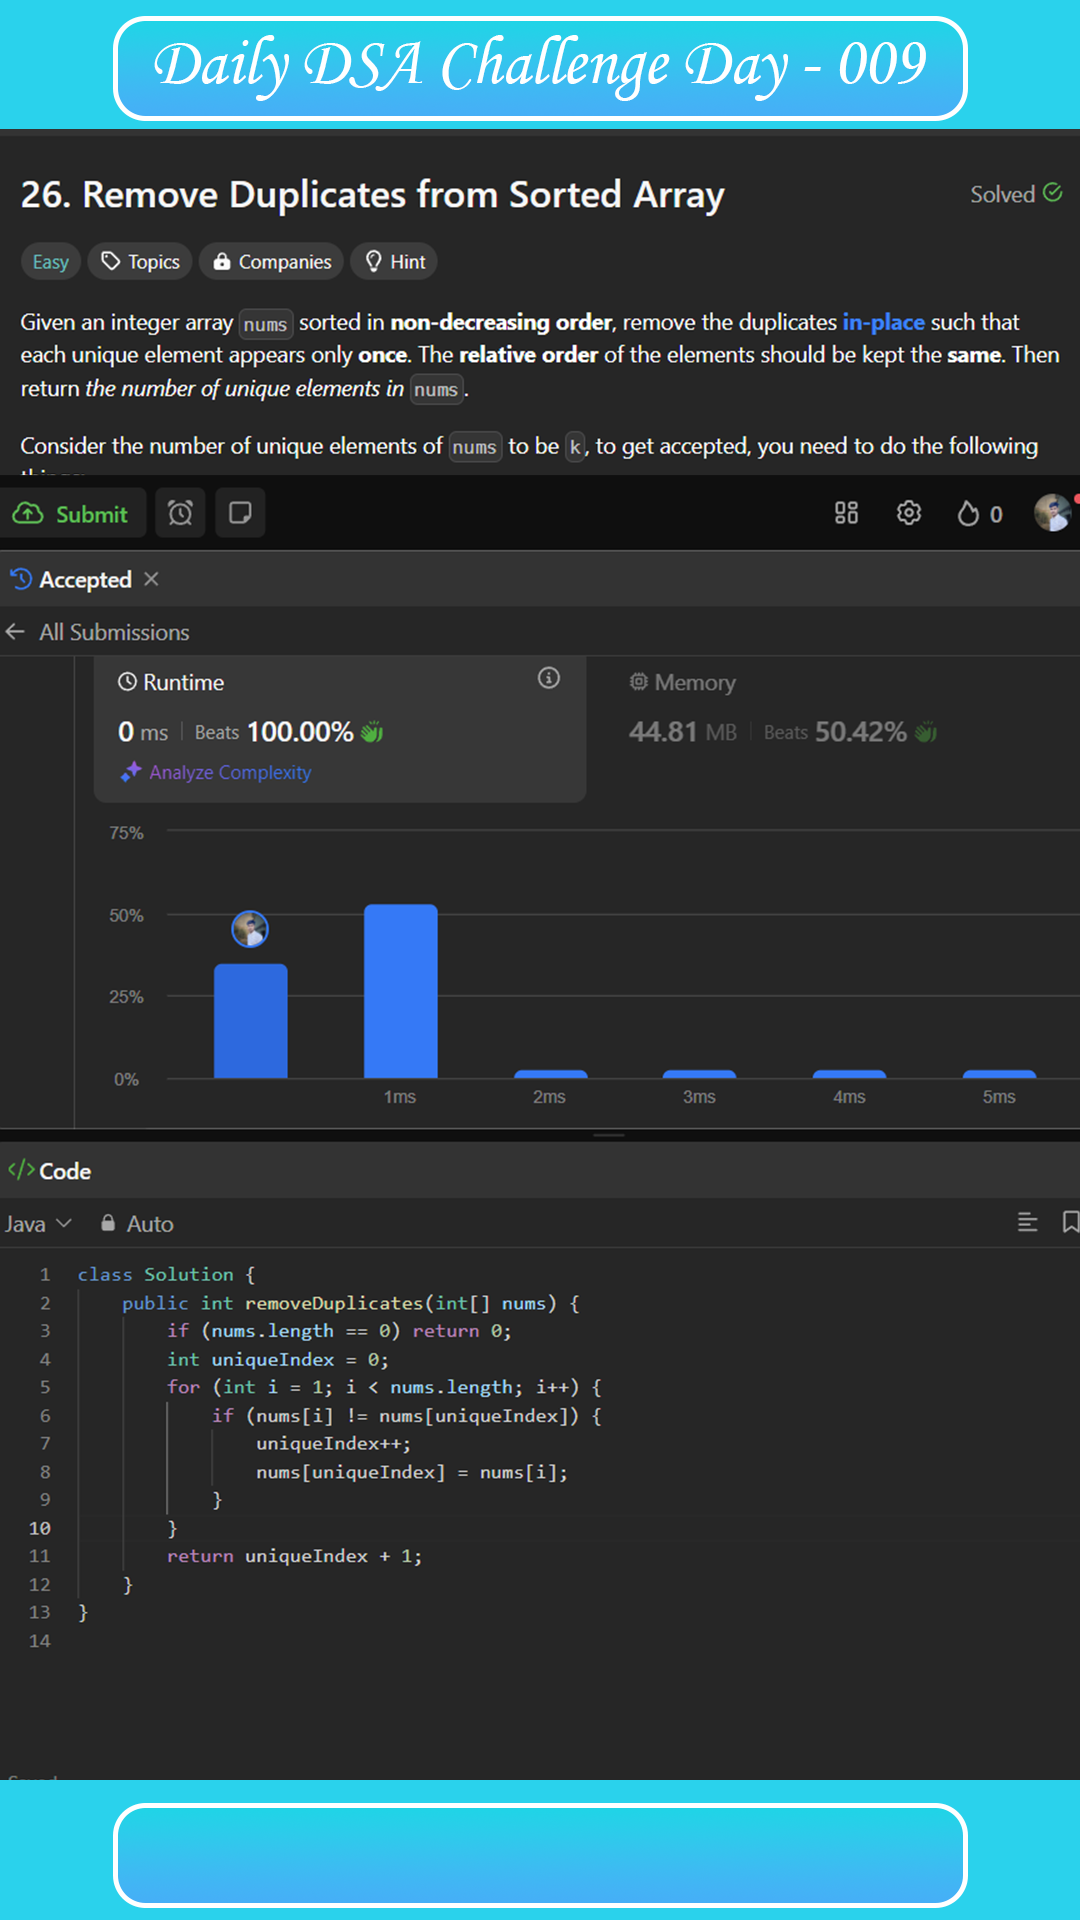 Daily DSA Challenge Day - 009
26. Remove Duplicates from Sorted Array
Solved
Easy Topics Companies Hint
Given an integer array nums sorted in non-decreasing order, remove the duplicates in-place such that
each unique element appears only once. The relative order of the elements should be kept the same. Then
return the number of unique elements in nums.
Consider the number of unique elements of nums to be k, to get accepted, you need to do the following
Submit
0
Accepted
All Submissions
Runtime
0 ms | Beats 100.00%
Analyze Complexity
Memory
44.81 MB | Beats 50.42%
75%
50%
25%
0%
1ms 2ms 3ms 4ms 5ms
</> Code
Java Auto
1 class Solution {
2 public int removeDuplicates(int[] nums) {
3 if (nums.length == 0) return 0;
4 int uniqueIndex = 0;
5 for (int i = 1; i < nums.length; i++) {
6 if (nums[i] != nums[uniqueIndex]) {
7 uniqueIndex++;
8 nums[uniqueIndex] = nums[i];
9 }
10 }
11 return uniqueIndex + 1;
12 }
13 }
14